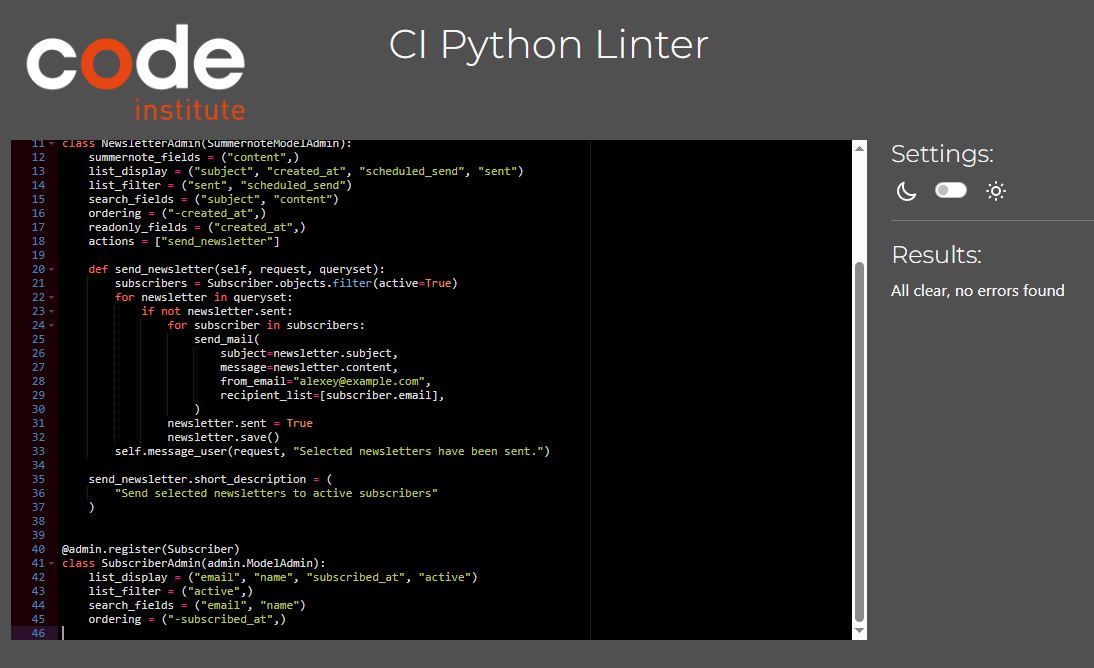 code
institute
CI Python Linter
11 class NewsletterAdmin(SummernoteModelAdmin):
12     summernote_fields = ("content",)
13     list_display = ("subject", "created_at", "scheduled_send", "sent")
14     list_filter = ("sent", "scheduled_send")
15     search_fields = ("subject", "content")
16     ordering = ("-created_at",)
17     readonly_fields = ("created_at",)
18     actions = ["send_newsletter"]
19
20     def send_newsletter(self, request, queryset):
21         subscribers = Subscriber.objects.filter(active=True)
22         for newsletter in queryset:
23             if not newsletter.sent:
24                 for subscriber in subscribers:
25                     send_mail(
26                         subject=newsletter.subject,
27                         message=newsletter.content,
28                         from_email="alexey@example.com",
29                         recipient_list=[subscriber.email],
30                     )
31                 newsletter.sent = True
32                 newsletter.save()
33         self.message_user(request, "Selected newsletters have been sent.")
34
35     send_newsletter.short_description = (
36         "Send selected newsletters to active subscribers"
37     )
38
39
40 @admin.register(Subscriber)
41 class SubscriberAdmin(admin.ModelAdmin):
42     list_display = ("email", "name", "subscribed_at", "active")
43     list_filter = ("active",)
44     search_fields = ("email", "name")
45     ordering = ("-subscribed_at",)
46
Settings:
Results:
All clear, no errors found